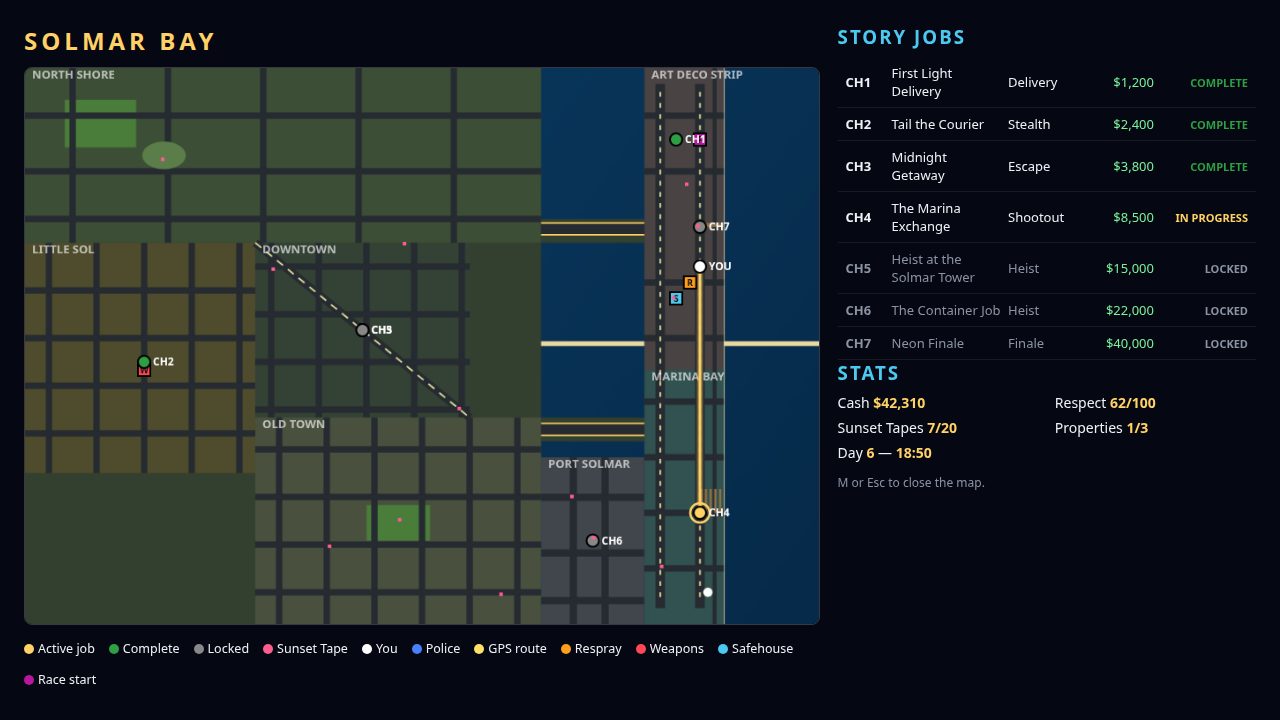 SOLMAR BAY
NORTH SHORE
ART DECO STRIP
CH1
CH7
LITTLE SOL
DOWNTOWN
YOU
R
S
CH2
MARINA BAY
OLD TOWN
PORT SOLMAR
CH4
CH6
Active job
Complete
Locked
Sunset Tape
You
Police
GPS route
Respray
Weapons
Safehouse
Race start
STORY JOBS
CH1 First Light Delivery Delivery $1,200 COMPLETE
CH2 Tail the Courier Stealth $2,400 COMPLETE
CH3 Midnight Getaway Escape $3,800 COMPLETE
CH4 The Marina Exchange Shootout $8,500 IN PROGRESS
CH5 Heist at the Solmar Tower Heist $15,000 LOCKED
CH6 The Container Job Heist $22,000 LOCKED
CH7 Neon Finale Finale $40,000 LOCKED
STATS
Cash $42,310 Respect 62/100
Sunset Tapes 7/20 Properties 1/3
Day 6 — 18:50
M or Esc to close the map.